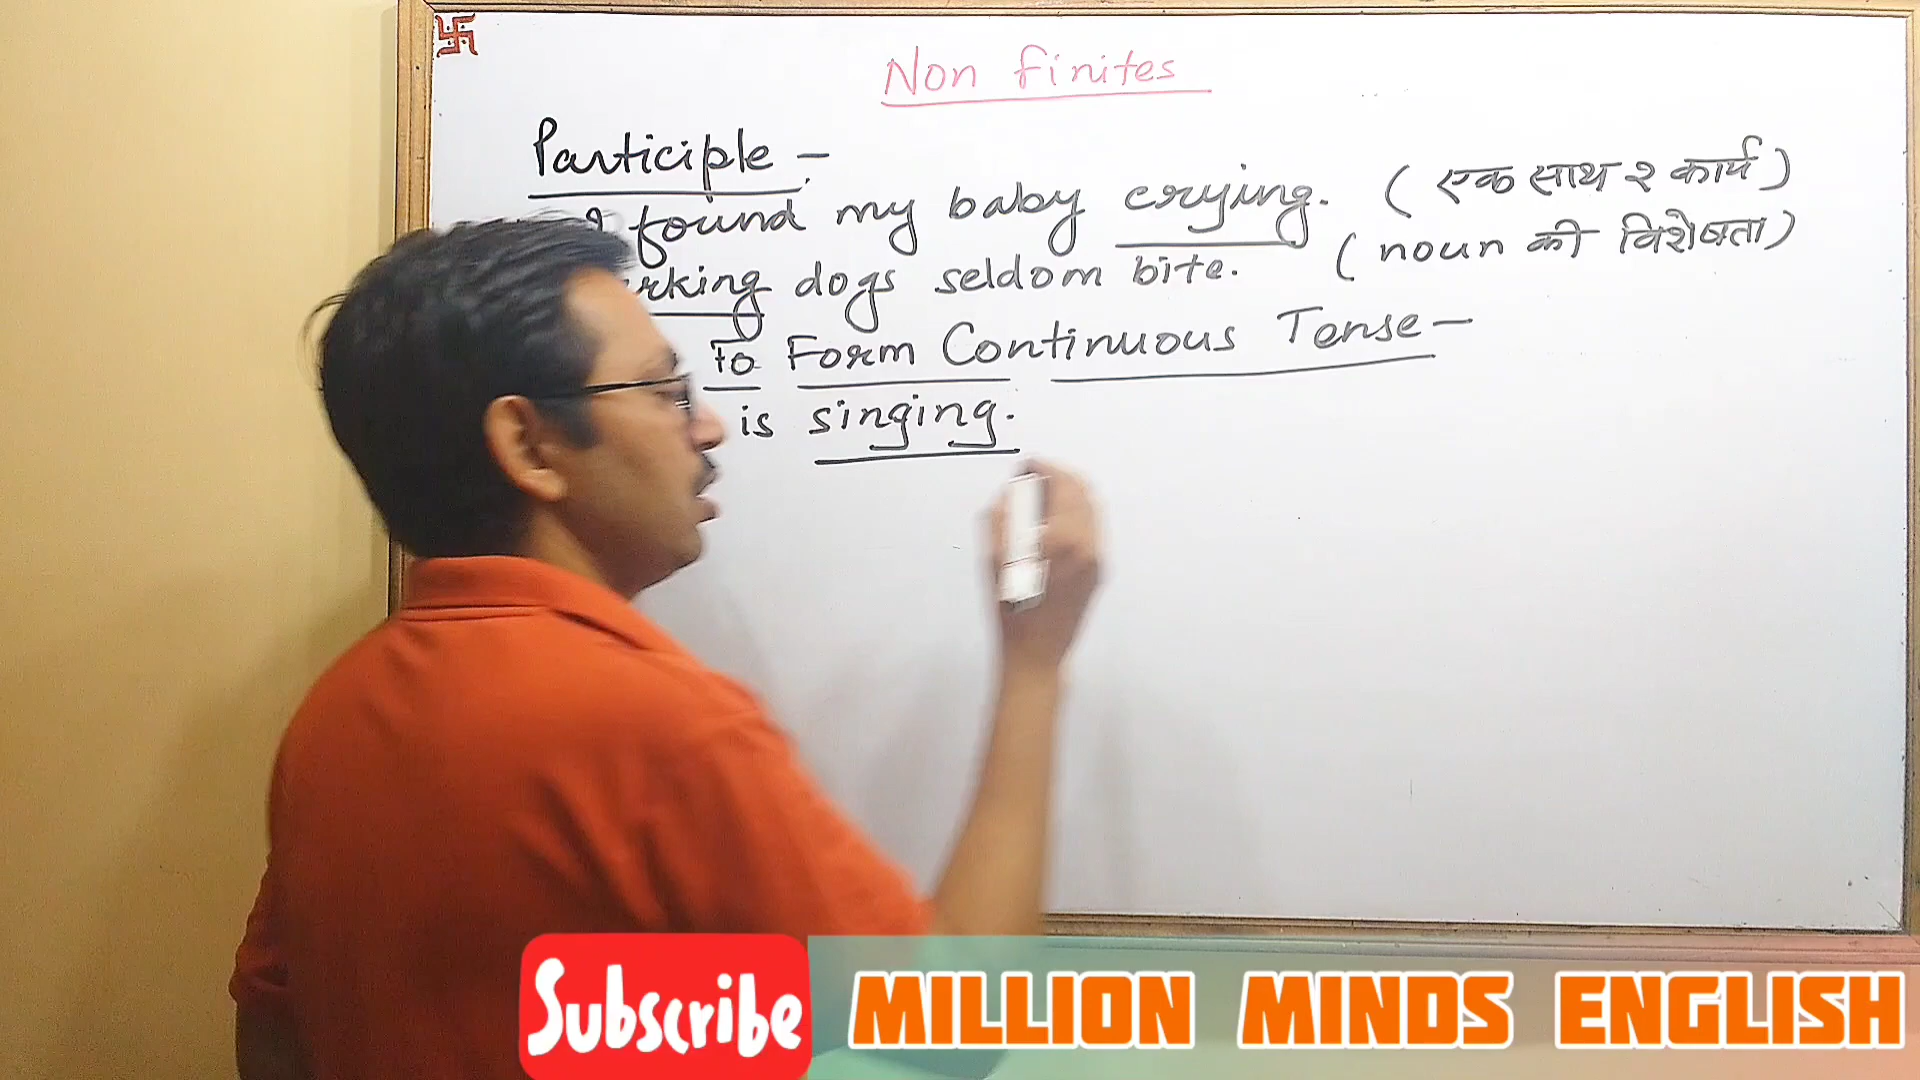 Non finites
Participle -
found my baby crying. (एक साथ २ कार्य)
dogs seldom bite. (noun की विशेषता)
To Form Continuous Tense -
is singing.
Subscribe MILLION MINDS ENGLISH